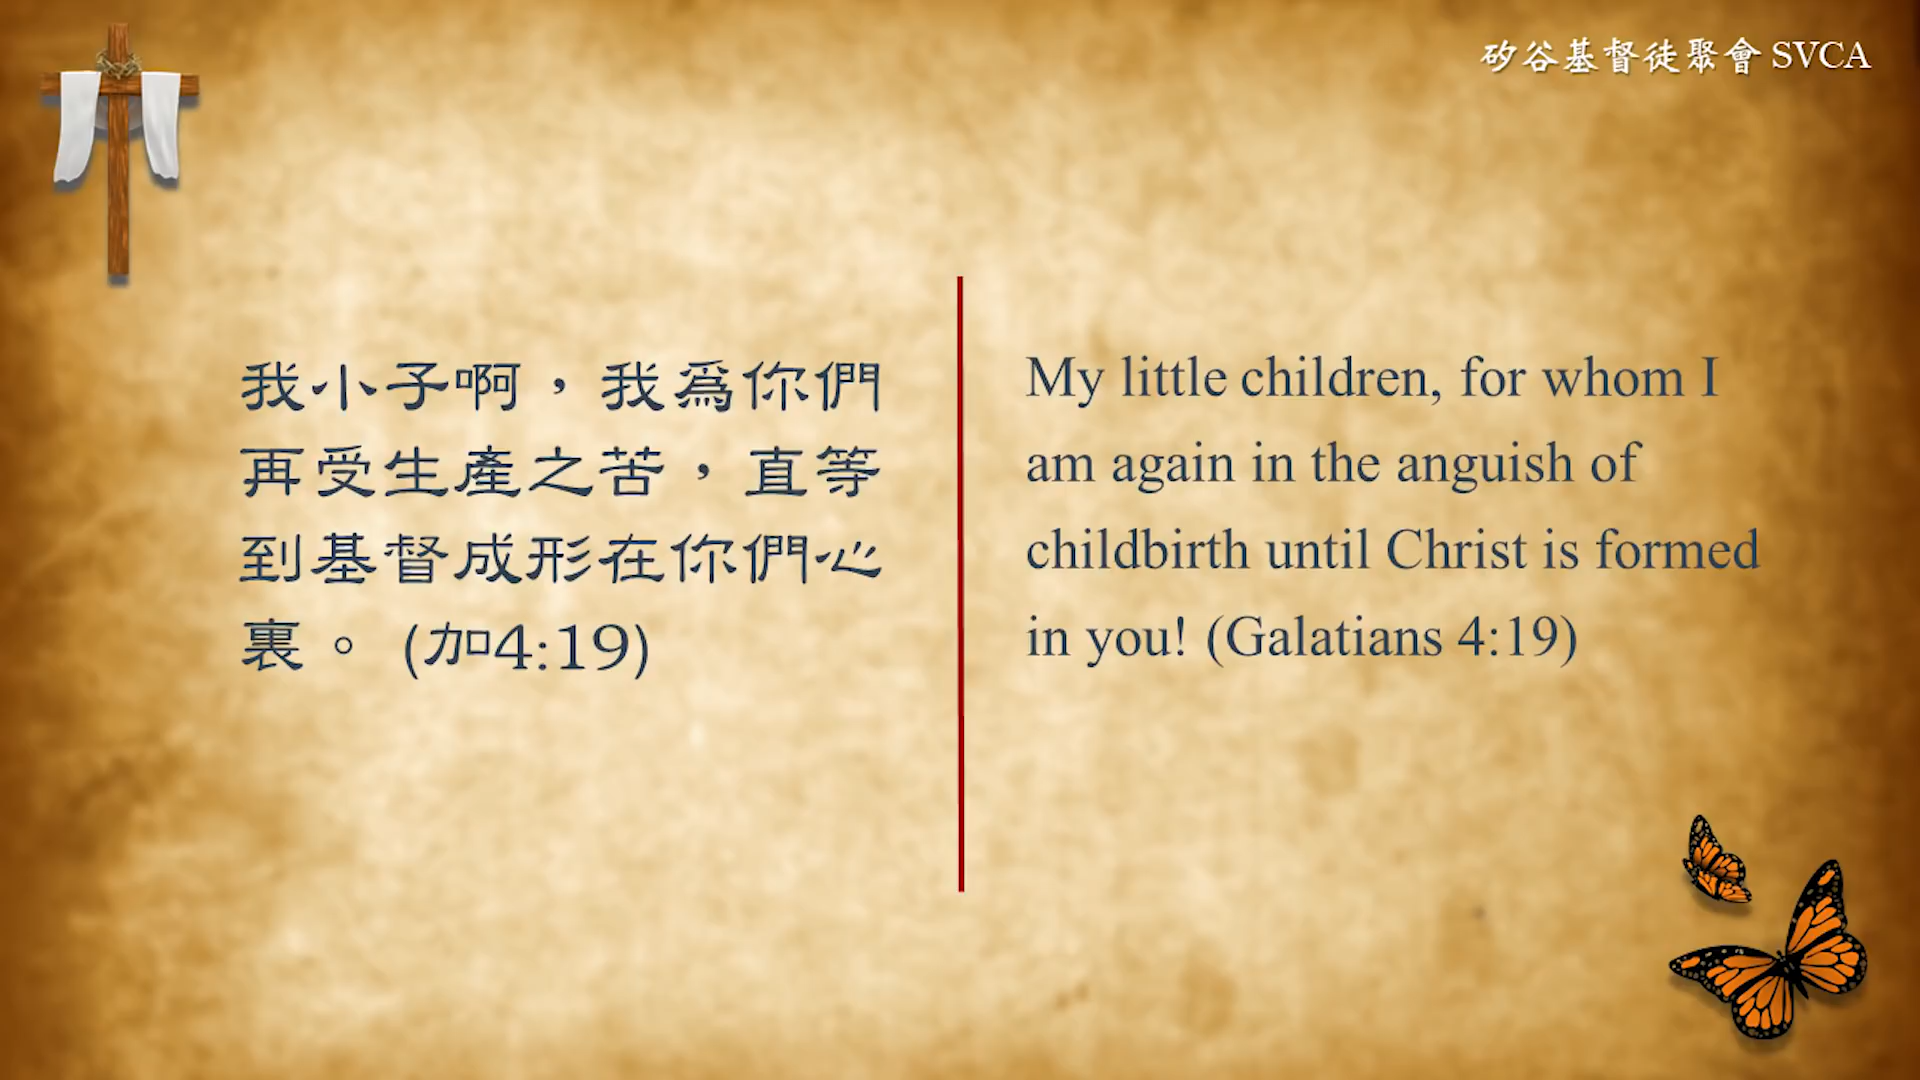 矽谷基督徒聚會 SVCA
我小子啊，我爲你們
再受生產之苦，直等
到基督成形在你們心
裏。 (加4:19)
My little children, for whom I
am again in the anguish of
childbirth until Christ is formed
in you! (Galatians 4:19)